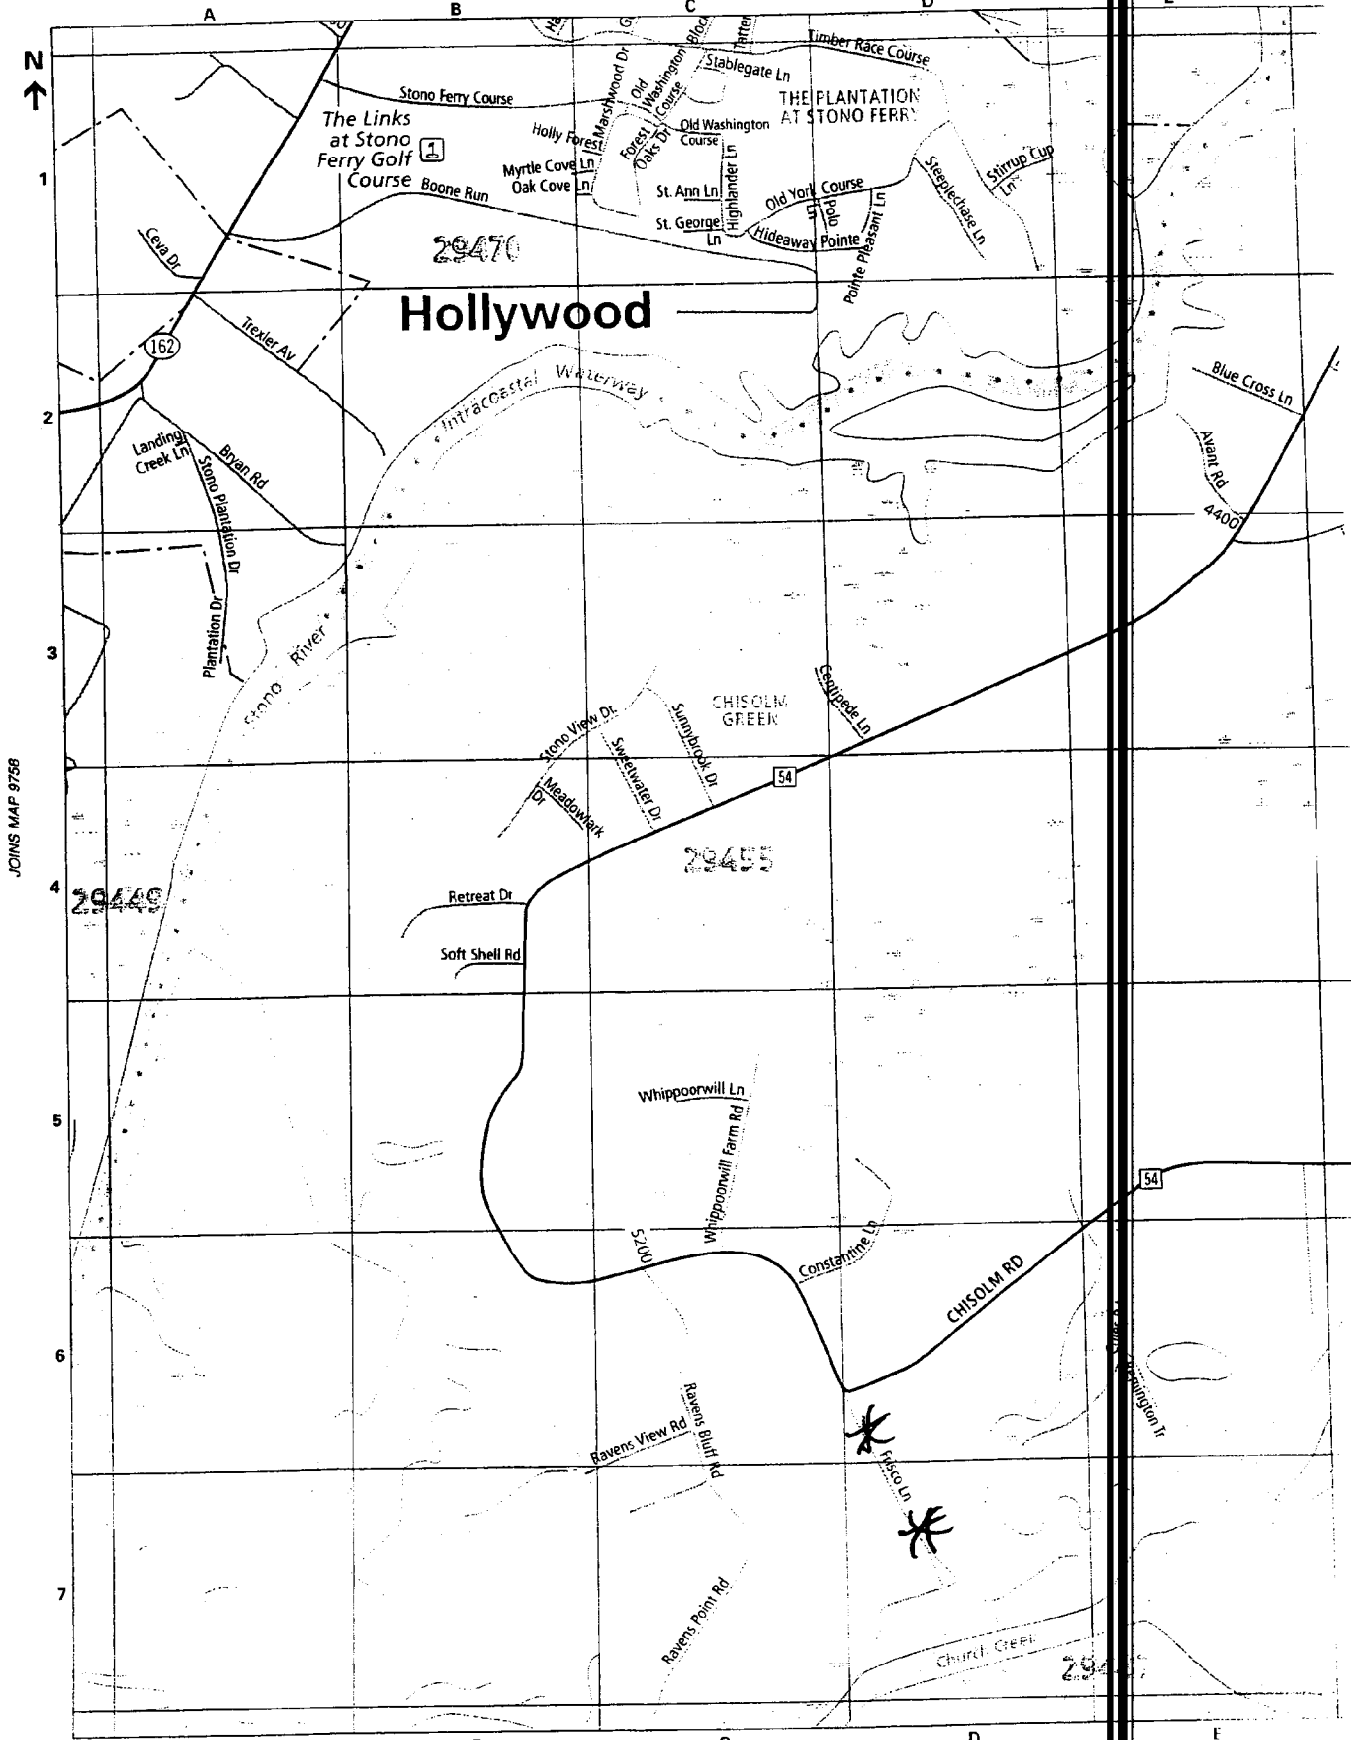 A
B
C
D
N
Stono Ferry Course
The Links
at Stono
Ferry Golf
Course
1
Marshwood Dr
Old
Washington
Course
Stablegate Ln
Timber Race Course
THE PLANTATION
AT STONO FERRY
Holly Forest
Ln
Forest
Oaks Dr
Old Washington
Course
Myrtle Cove Ln
Oak Cove Ln
1
Boone Run
St. Ann Ln
Highlander Ln
Old York Course
Polo
Ln
Steeplechase Ln
Stirrup Cup
Ln
St. George
Ln
Hideaway Pointe
Pointe Pleasant Ln
Ceva Dr
29470
Hollywood
162
Trexler Av
Intracoastal Waterway
Blue Cross Ln
2
Landing
Creek Ln
Bryan Rd
Stono Plantation Dr
Avant Rd
4400
Plantation Dr
3
Stono River
Centipede Ln
CHISOLM
GREEN
Stono View Dr
Sunnybrook Dr
Sweetwater Dr
Meadowlark
Dr
54
JOINS MAP 9758
29455
4
29449
Retreat Dr
Soft Shell Rd
Whippoorwill Ln
5
Whippoorwill Farm Rd
54
5200
Constantine Ln
CHISOLM RD
6
Ravens Bluff Rd
Ravens View Rd
Frisco Ln
7
Ravens Point Rd
Church Creek
D
E